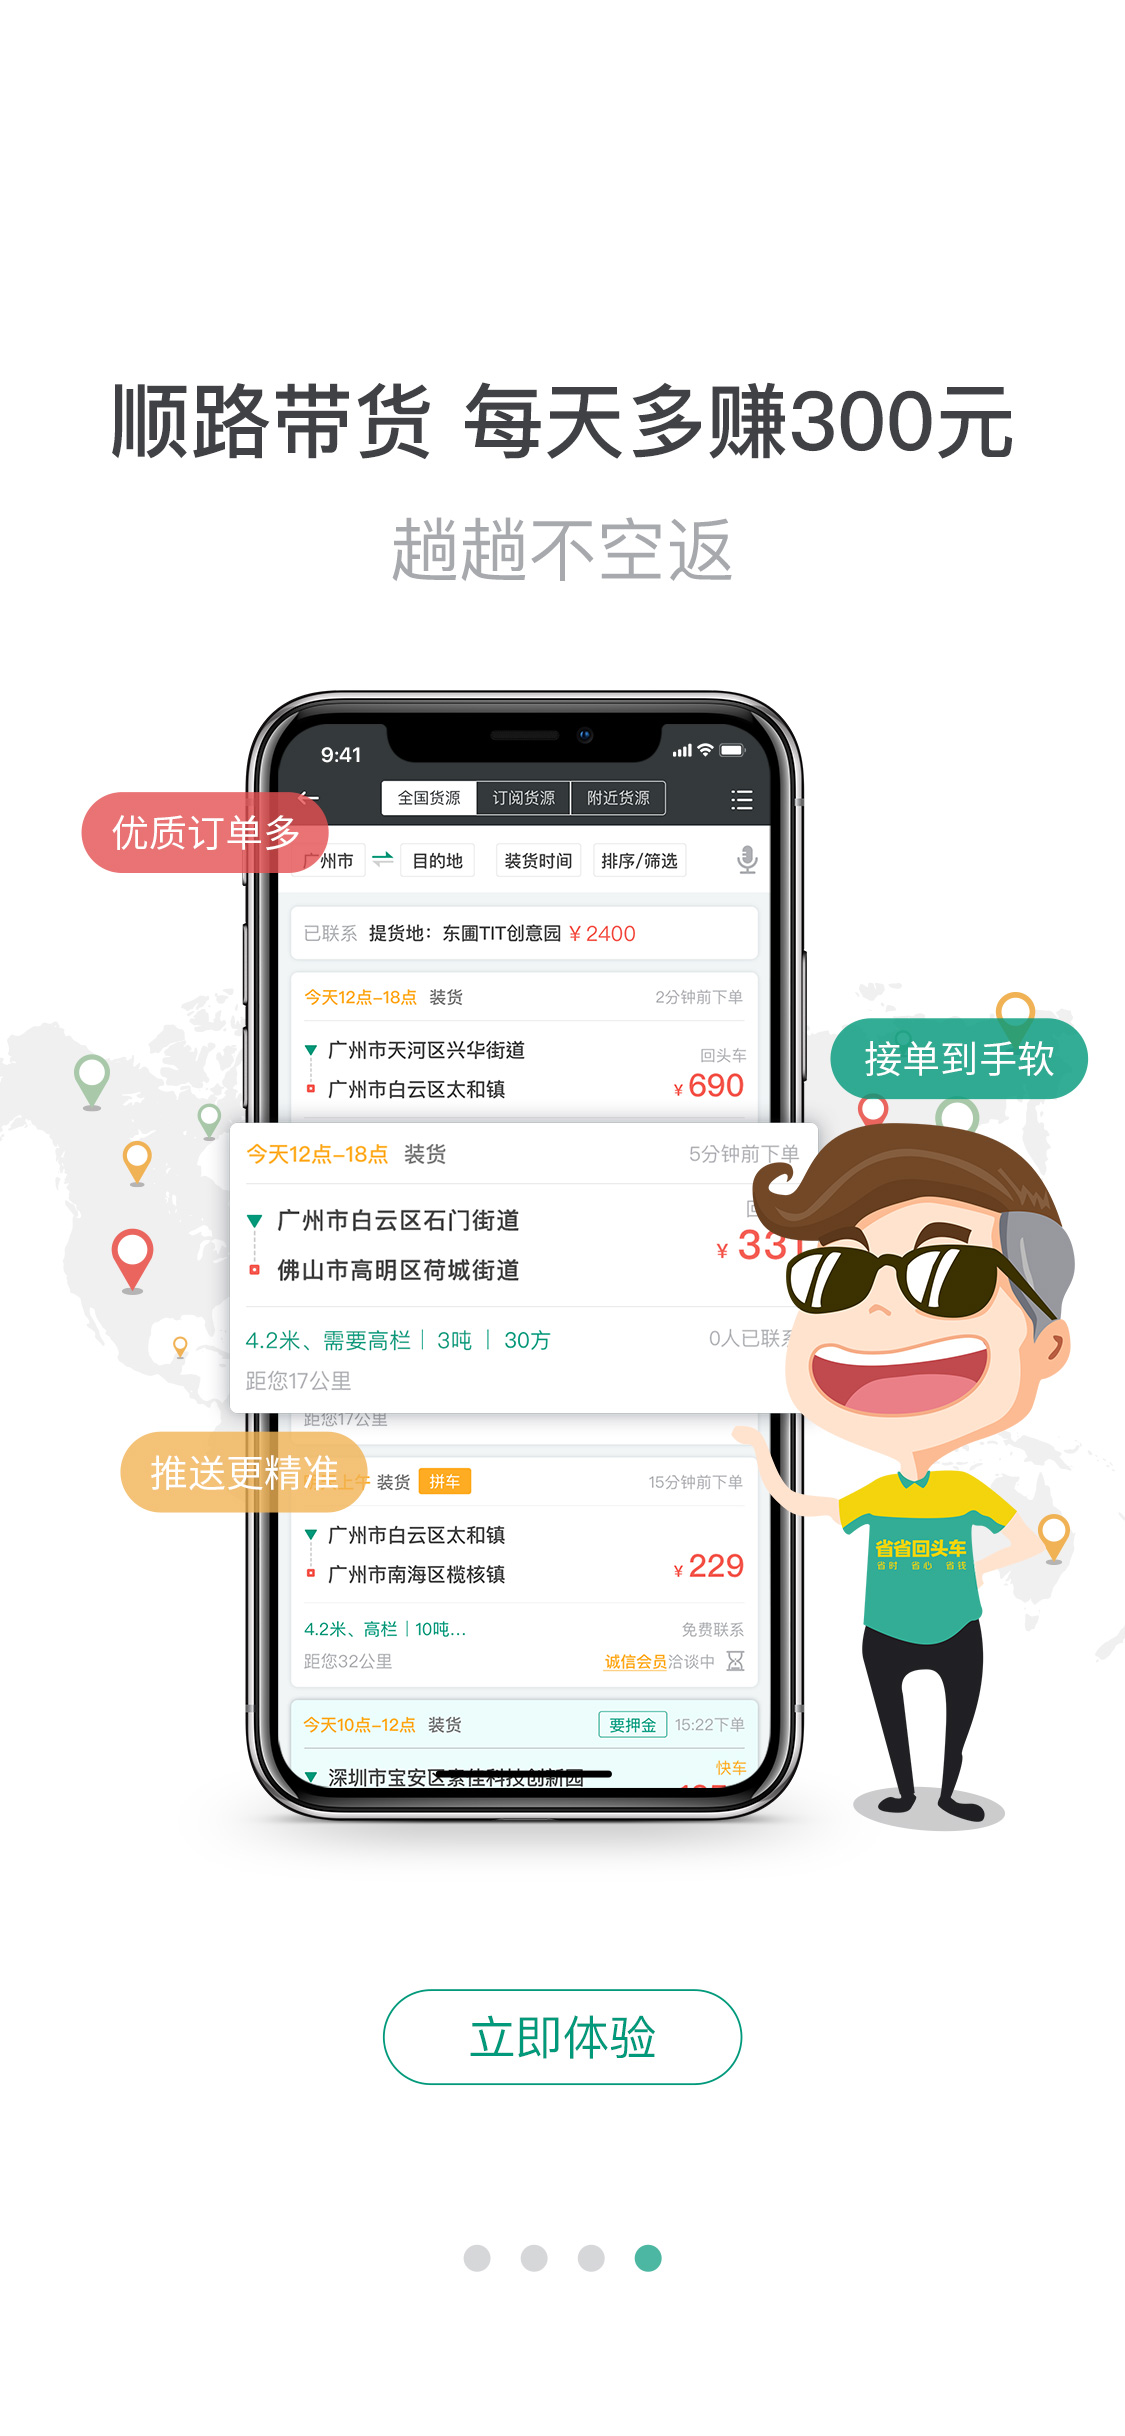 顺路带货 每天多赚300元
趟趟不空返
9:41
全国货源 订阅货源 附近货源
优质订单多
广州市 目的地 装货时间 排序/筛选
已联系 提货地：东圃TIT创意园 ¥2400
今天12点-18点 装货 2分钟前下单
广州市天河区兴华街道 回头车
广州市白云区太和镇 ¥690
接单到手软
今天12点-18点 装货 5分钟前下单
广州市白云区石门街道
¥331
佛山市高明区荷城街道
4.2米、需要高栏 | 3吨 | 30方 0人已联系
距您17公里
距您17公里
推送更精准
上午 装货 拼车 15分钟前下单
广州市白云区太和镇
广州市南海区榄核镇 ¥229
省省回头车
省时 省心 省钱
4.2米、高栏 | 10吨... 免费联系
距您32公里 诚信会员洽谈中
今天10点-12点 装货 要押金 15:22下单
快车
深圳市宝安区素佳科技创新园
立即体验